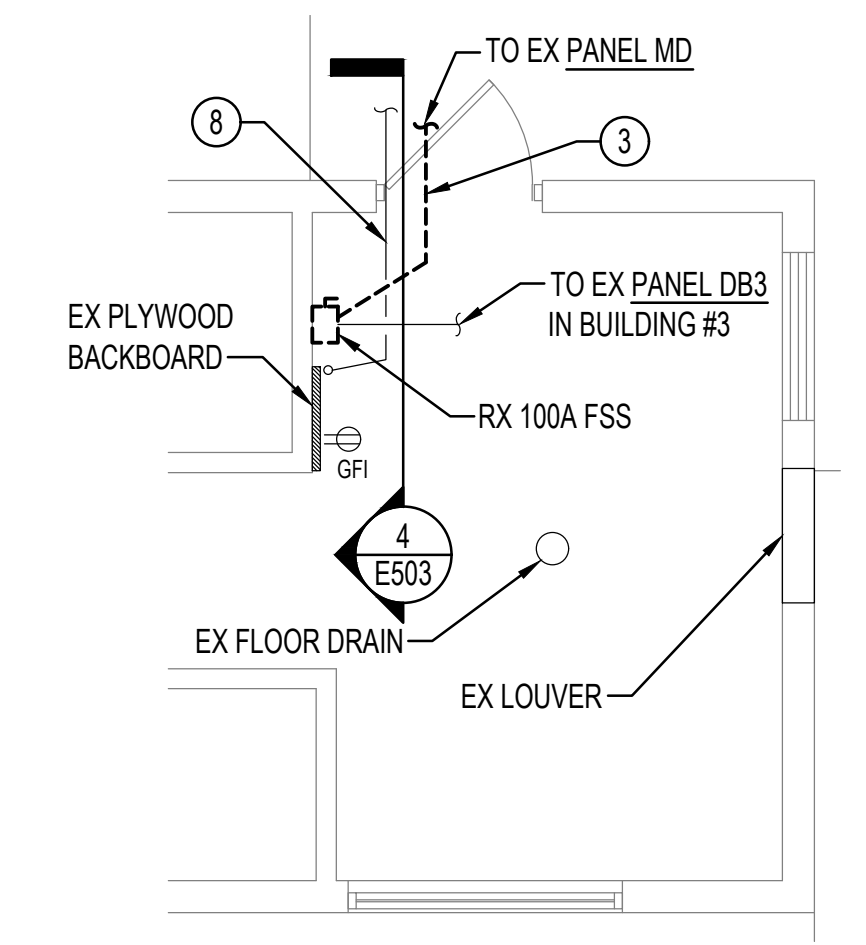 TO EX PANEL MD
8
3
TO EX PANEL DB3
IN BUILDING #3
EX PLYWOOD
BACKBOARD
RX 100A FSS
GFI
4
E503
EX FLOOR DRAIN
EX LOUVER